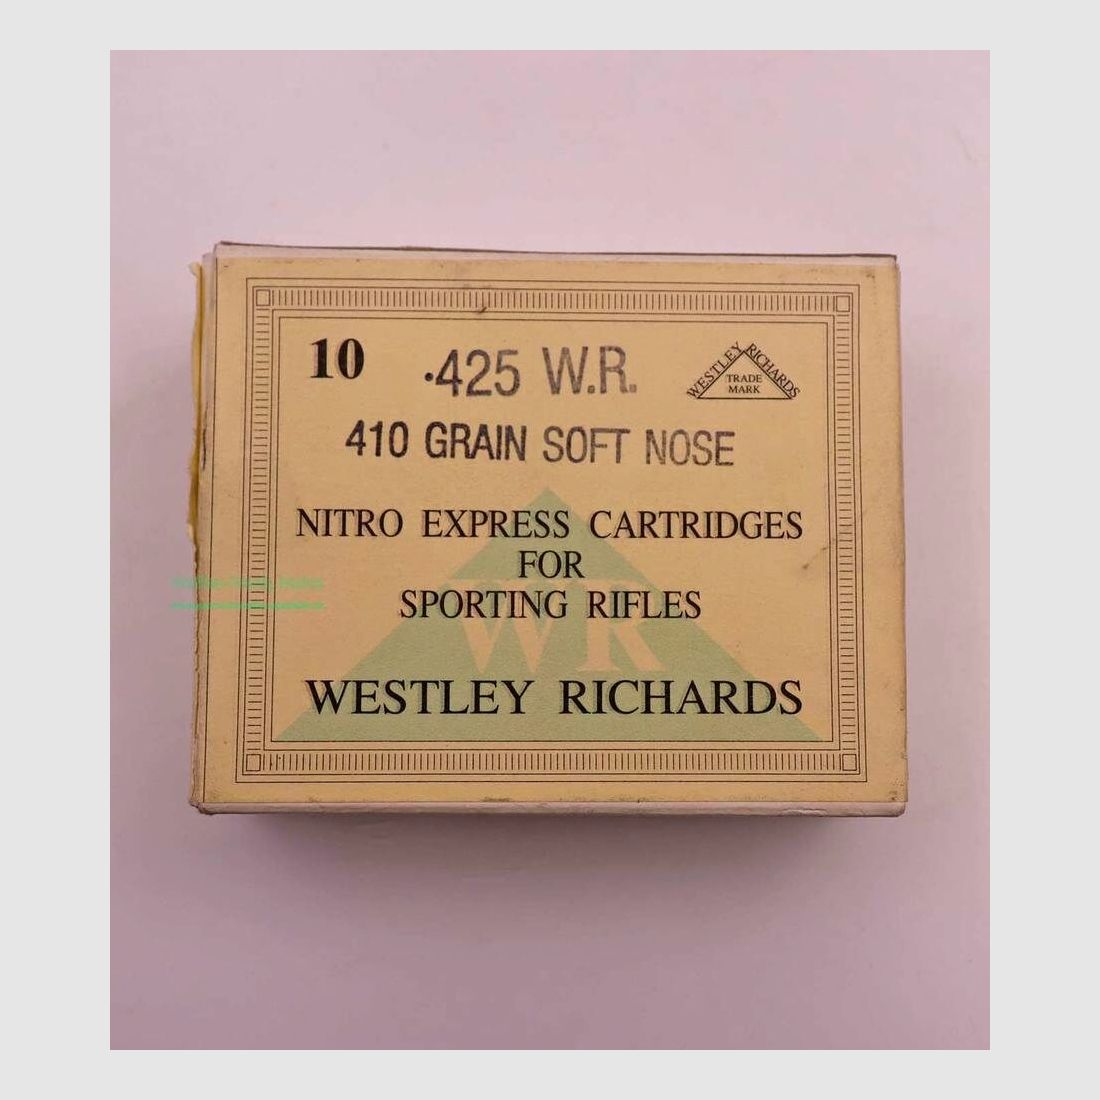 10 .425 W.R.
WESTLEY RICHARDS
TRADE
MARK
410 GRAIN SOFT NOSE
NITRO EXPRESS CARTRIDGES
FOR
SPORTING RIFLES
WR
WESTLEY RICHARDS